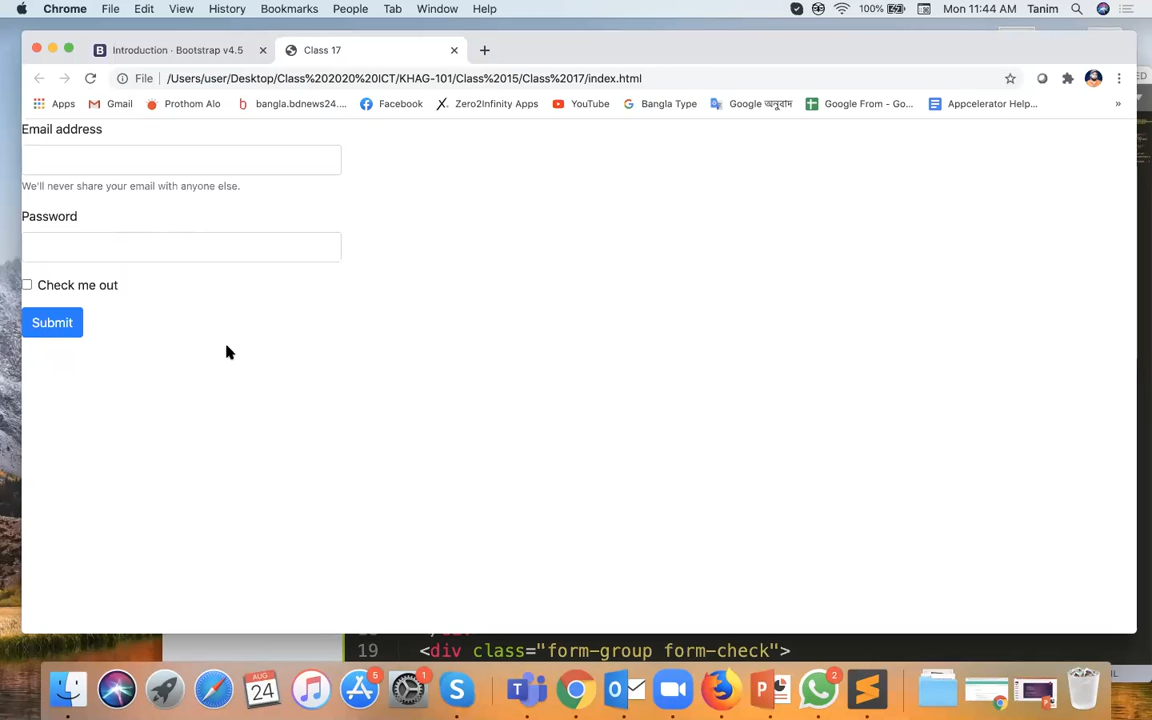 Chrome File Edit View History Bookmarks People Tab Window Help 100% Mon 11:44 AM Tanim
Introduction · Bootstrap v4.5 Class 17
File /Users/user/Desktop/Class%202020%20ICT/KHAG-101/Class%2015/Class%2017/index.html
Apps Gmail Prothom Alo bangla.bdnews24.... Facebook Zero2Infinity Apps YouTube Bangla Type Google অনুবাদ Google From - Go... Appcelerator Help... »
Email address
We'll never share your email with anyone else.
Password
Check me out
Submit
19 <div class="form-group form-check">
AUG
24
5
1
2